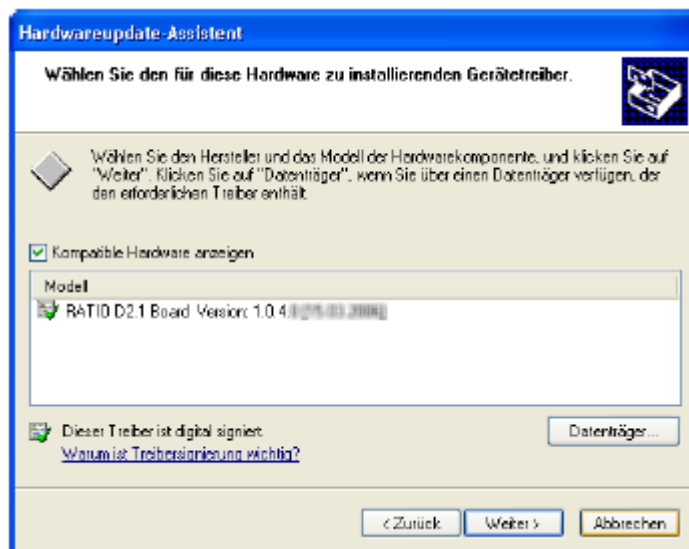 Hardwareupdate-Assistent
Wählen Sie den für diese Hardware zu installierenden Gerätetreiber.
Wählen Sie den Hersteller und das Modell der Hardwarekomponente, und klicken Sie auf
"Weiter". Klicken Sie auf "Datenträger", wenn Sie über einen Datenträger verfügen, der
den erforderlichen Treiber enthält.
Kompatible Hardware anzeigen
Modell
RATIO D2.1 Board Version: 1.0.4.
Dieser Treiber ist digital signiert.
Datenträger...
Warum ist Treibersignierung wichtig?
< Zurück
Weiter >
Abbrechen